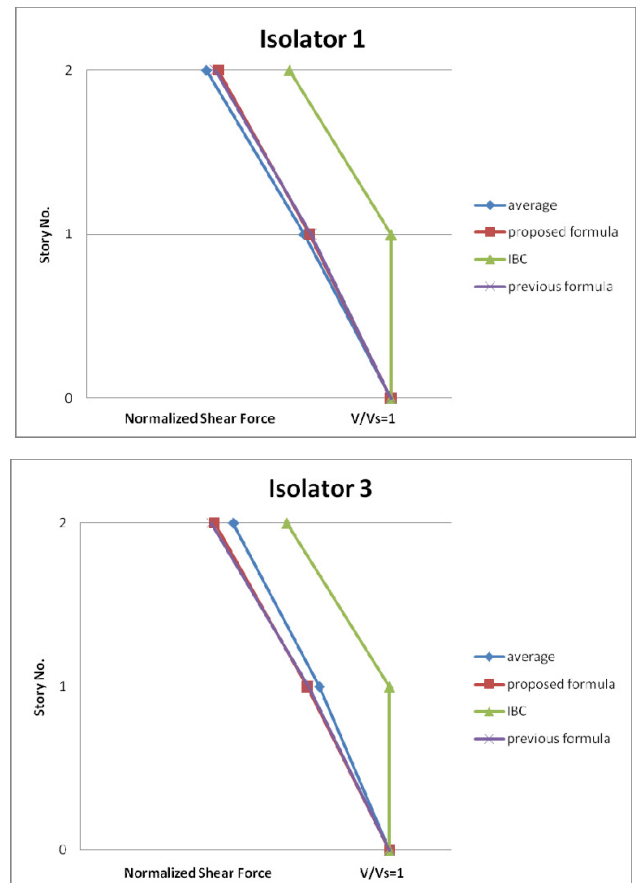 Isolator 1
2
1
0
Story No.
Normalized Shear Force V/Vs=1
average
proposed formula
IBC
previous formula
Isolator 3
2
1
0
Story No.
Normalized Shear Force V/Vs=1
average
proposed formula
IBC
previous formula